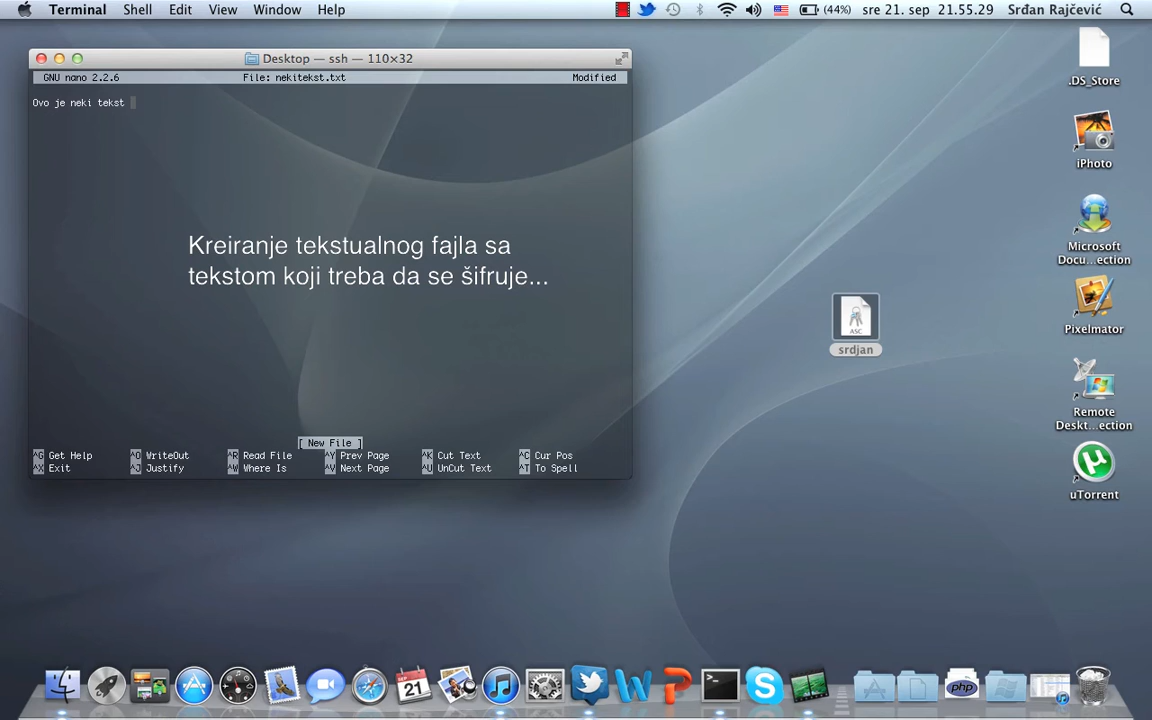 Terminal Shell Edit View Window Help
(44%) sre 21. sep 21.55.29 Srđan Rajčević
Desktop — ssh — 110×32
GNU nano 2.2.6 File: nekitekst.txt Modified
Ovo je neki tekst
Kreiranje tekstualnog fajla sa
tekstom koji treba da se šifruje...
[ New File ]
^G Get Help ^O WriteOut ^R Read File ^Y Prev Page ^K Cut Text ^C Cur Pos
^X Exit ^J Justify ^W Where Is ^V Next Page ^U UnCut Text ^T To Spell
.DS_Store
iPhoto
Microsoft
Docu...ection
Pixelmator
Remote
Deskt...ection
uTorrent
ASC
srdjan
SEP
21
php